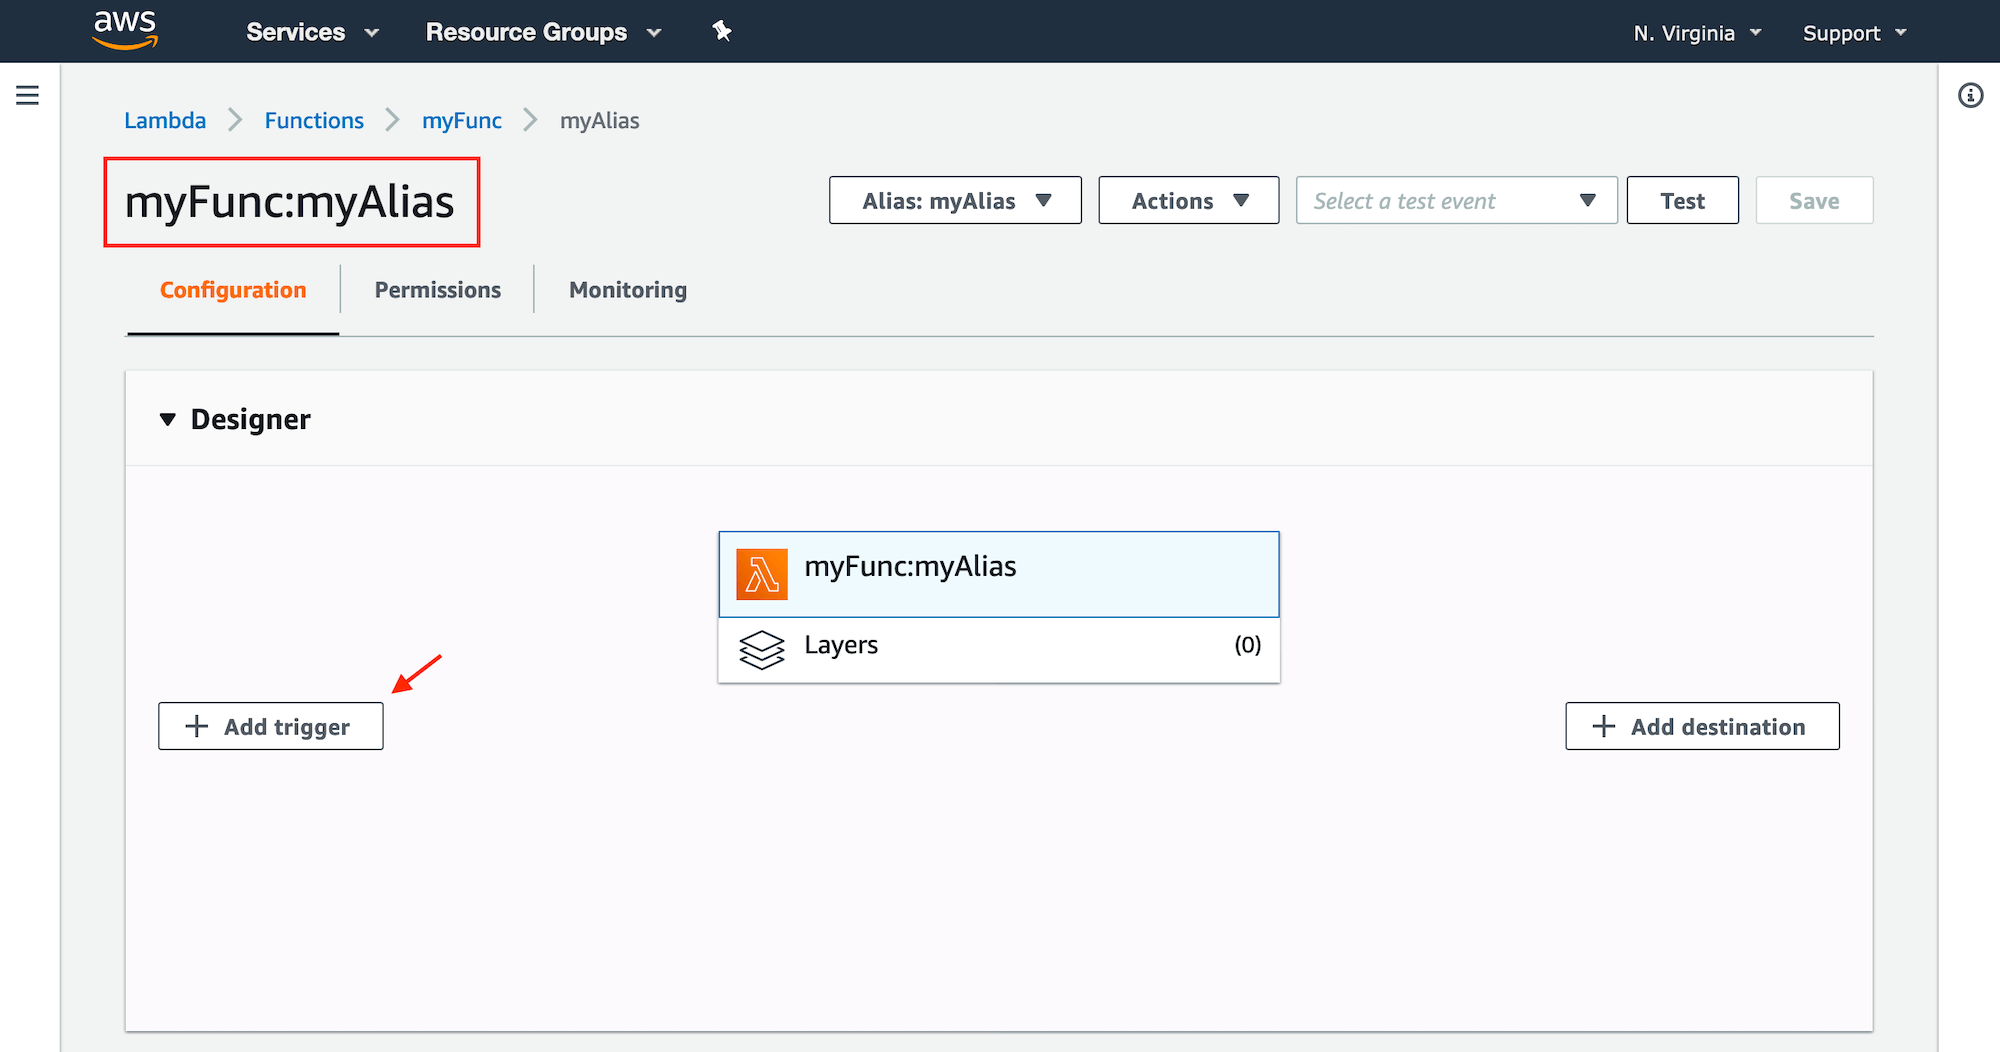 aws Services Resource Groups N. Virginia Support
Lambda Functions myFunc myAlias
myFunc:myAlias
Alias: myAlias Actions Select a test event Test Save
Configuration Permissions Monitoring
Designer
myFunc:myAlias
Layers (0)
Add trigger Add destination